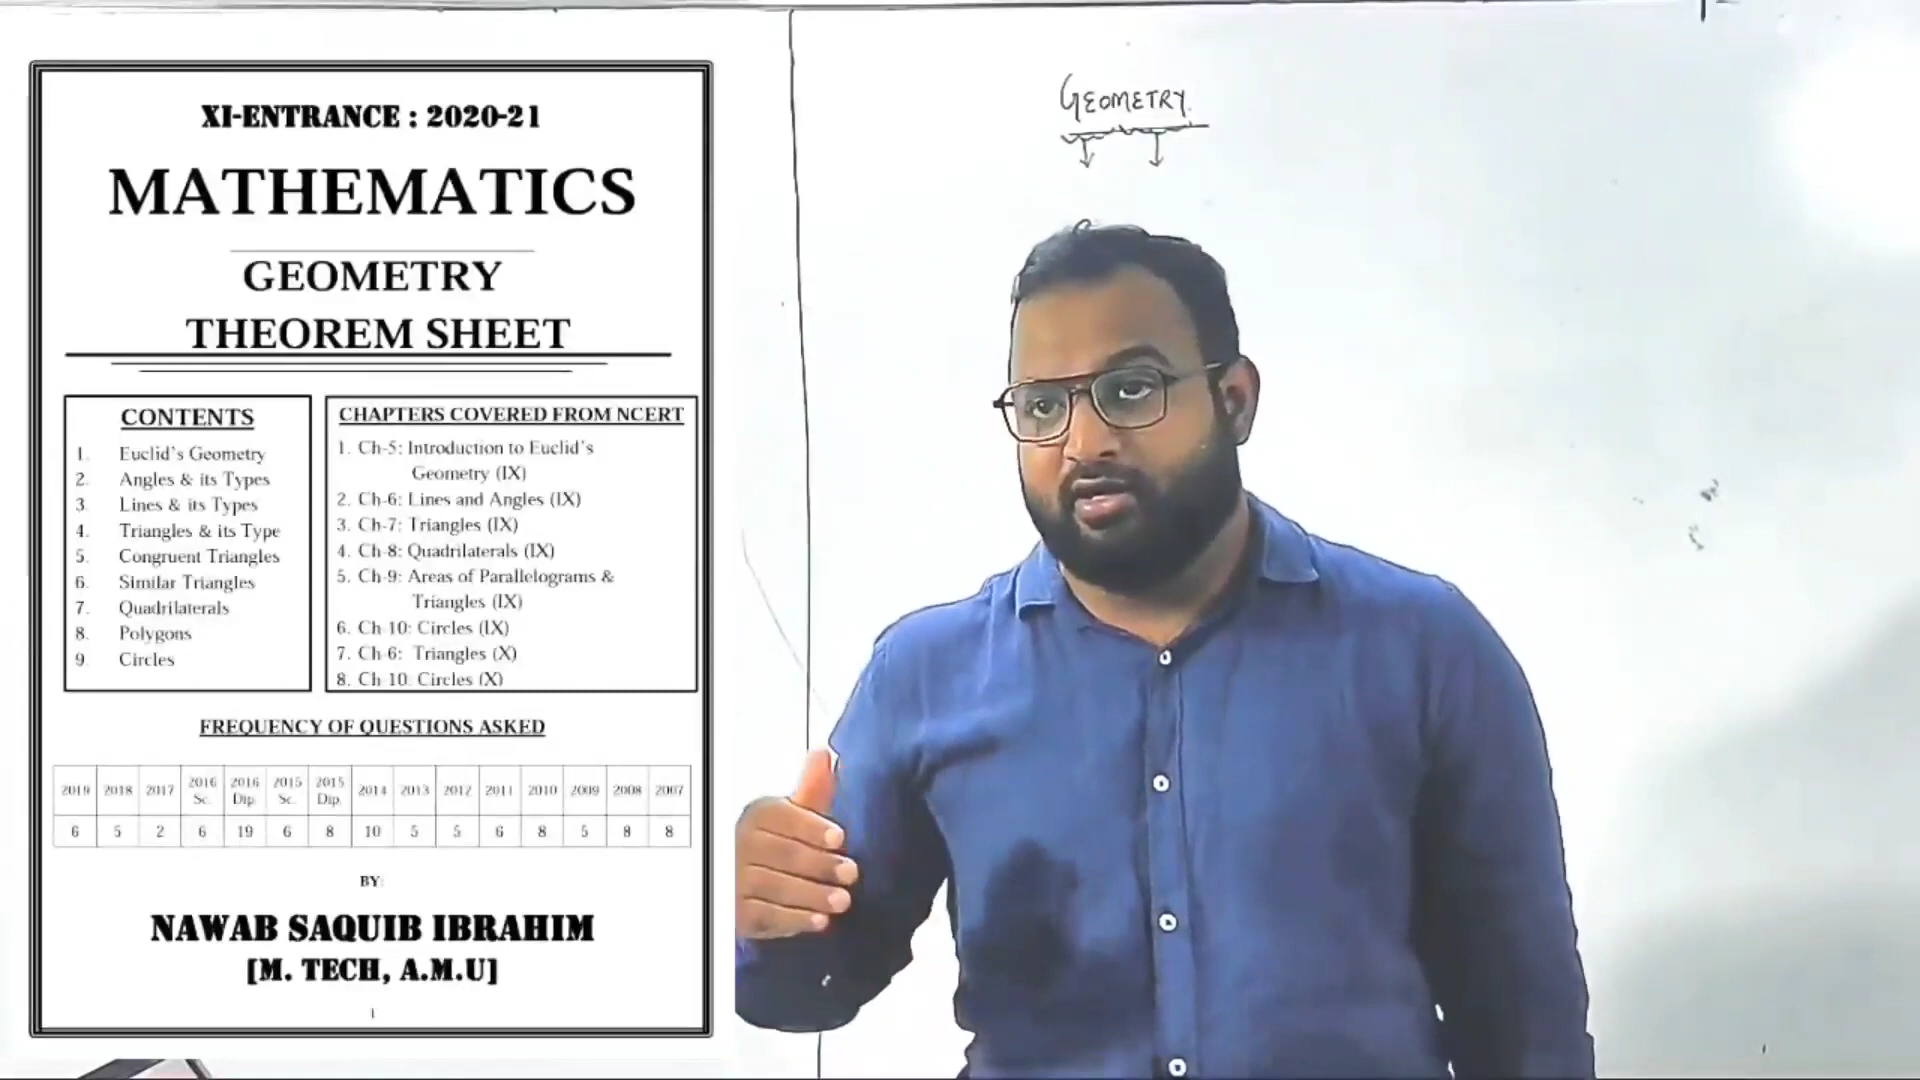 XI-ENTRANCE : 2020-21
MATHEMATICS
GEOMETRY
THEOREM SHEET
CONTENTS
1. Euclid's Geometry
2. Angles & its Types
3. Lines & its Types
4. Triangles & its Type
5. Congruent Triangles
6. Similar Triangles
7. Quadrilaterals
8. Polygons
9. Circles
CHAPTERS COVERED FROM NCERT
1. Ch-5: Introduction to Euclid's
Geometry (IX)
2. Ch-6: Lines and Angles (IX)
3. Ch-7: Triangles (IX)
4. Ch-8: Quadrilaterals (IX)
5. Ch-9: Areas of Parallelograms &
Triangles (IX)
6. Ch-10: Circles (IX)
7. Ch-6: Triangles (X)
8. Ch-10: Circles (X)
FREQUENCY OF QUESTIONS ASKED
2019 2018 2017 2016 Sc. 2016 Dip. 2015 Sc. 2015 Dip. 2014 2013 2012 2011 2010 2009 2008 2007
6 5 2 6 19 6 8 10 5 5 6 8 5 8 8
BY:
NAWAB SAQUIB IBRAHIM
[M. TECH, A.M.U]
1
GEOMETRY